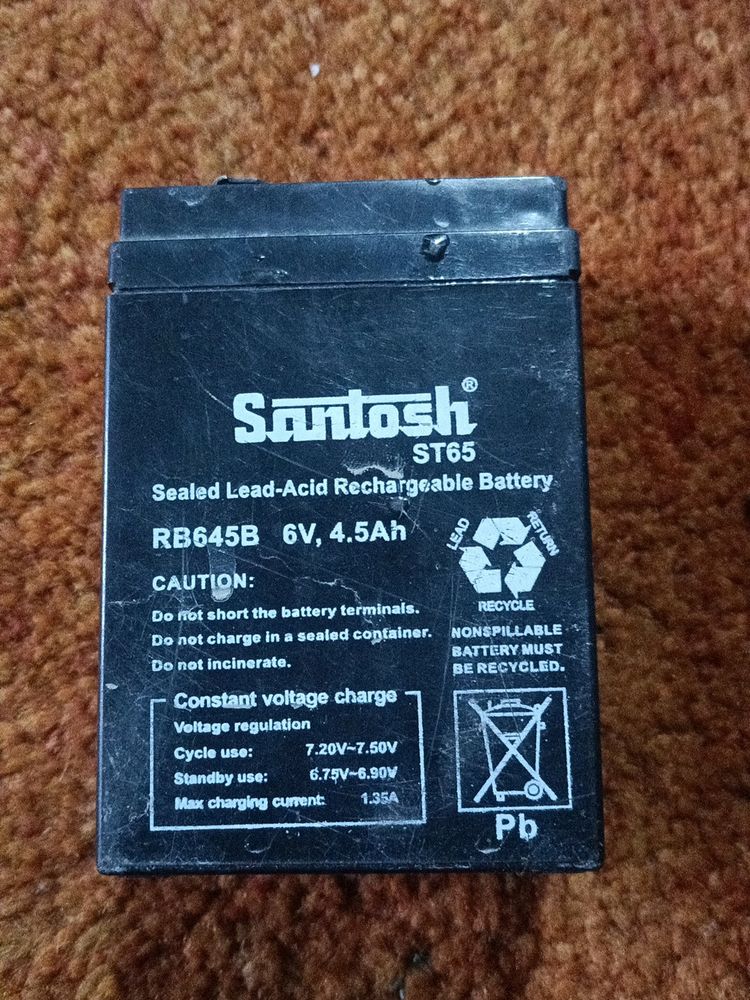 Santosh®
ST65
Sealed Lead-Acid Rechargeable Battery
RB645B 6V, 4.5Ah
CAUTION:
Do not short the battery terminals.
Do not charge in a sealed container.
Do not incinerate.
LEAD
RETURN
RECYCLE
NONSPILLABLE
BATTERY MUST
BE RECYCLED.
Constant voltage charge
Voltage regulation
Cycle use: 7.20V~7.50V
Standby use: 6.75V~6.90V
Max charging current: 1.35A
Pb